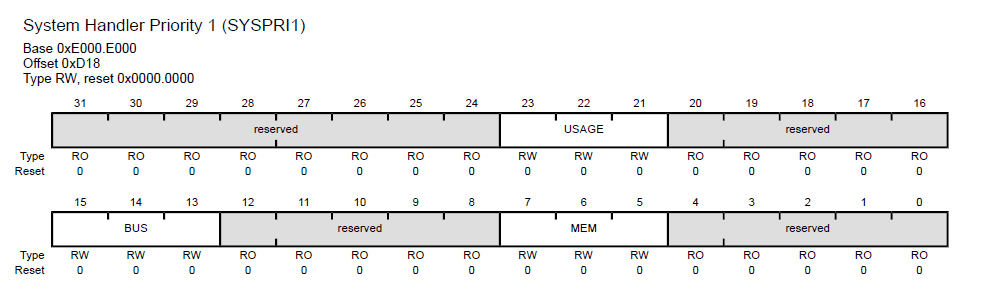 System Handler Priority 1 (SYSPRI1)
Base 0xE000.E000
Offset 0xD18
Type RW, reset 0x0000.0000
31 30 29 28 27 26 25 24 23 22 21 20 19 18 17 16
reserved USAGE reserved
Type RO RO RO RO RO RO RO RO RW RW RW RO RO RO RO RO
Reset 0 0 0 0 0 0 0 0 0 0 0 0 0 0 0 0
15 14 13 12 11 10 9 8 7 6 5 4 3 2 1 0
BUS reserved MEM reserved
Type RW RW RW RO RO RO RO RO RW RW RW RO RO RO RO RO
Reset 0 0 0 0 0 0 0 0 0 0 0 0 0 0 0 0